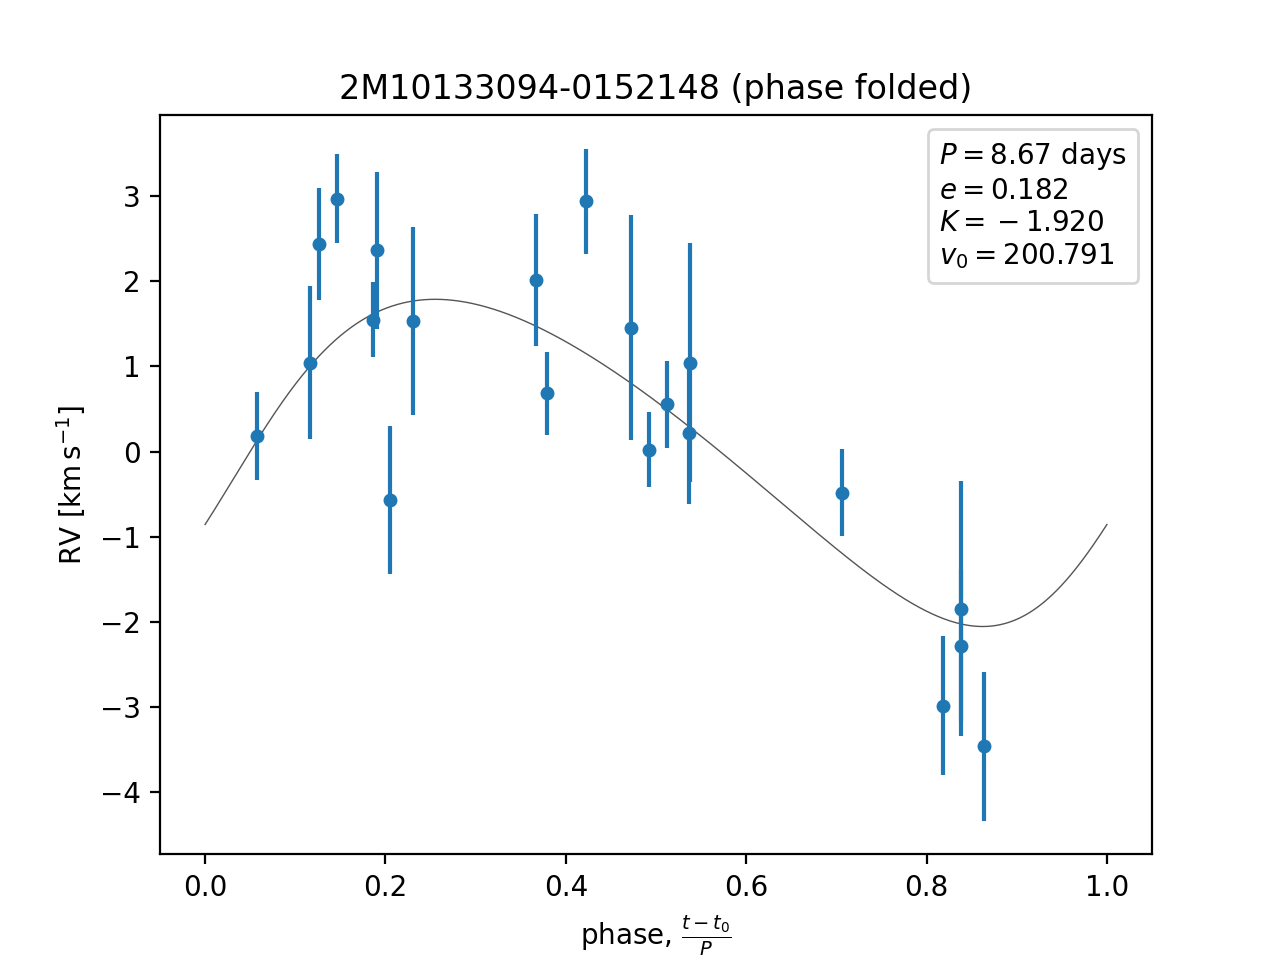 2M10133094-0152148 (phase folded)
P = 8.67 days
e = 0.182
K = −1.920
v₀ = 200.791
RV [km s⁻¹]
3
2
1
0
−1
−2
−3
−4
0.0 0.2 0.4 0.6 0.8 1.0
phase, (t − t₀)/P